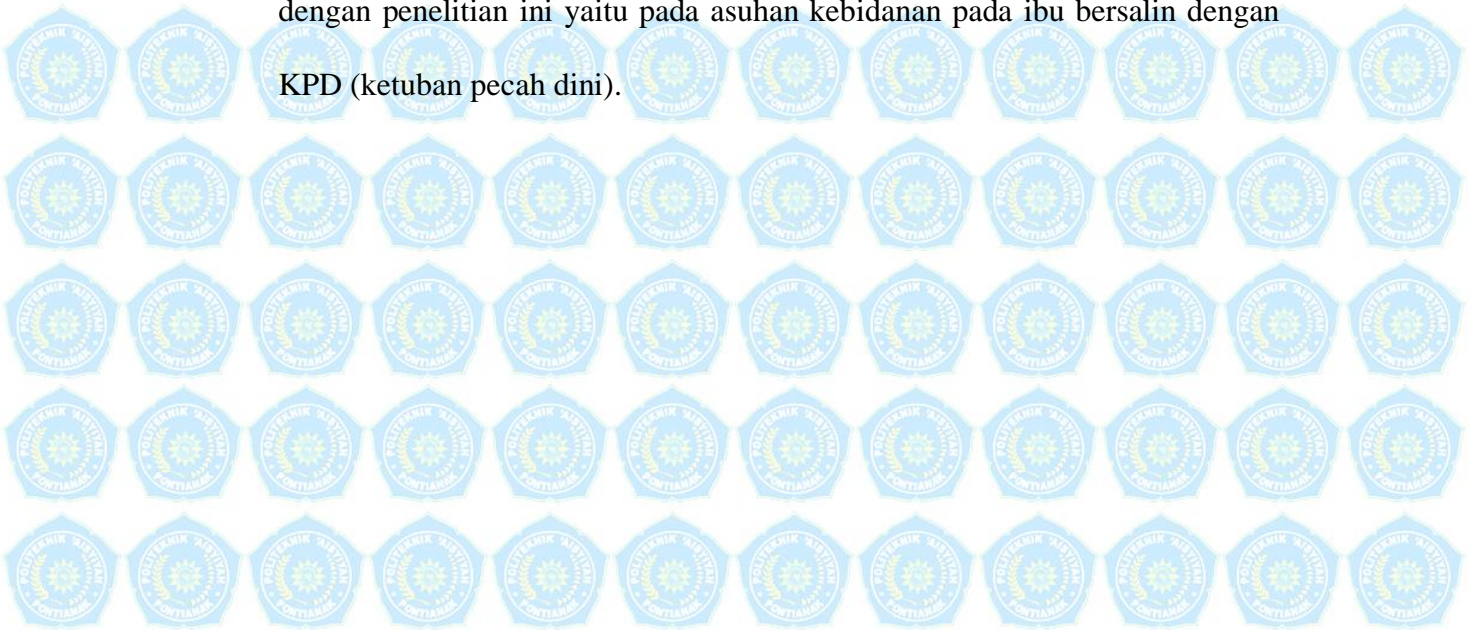 dengan penelitian ini yaitu pada asuhan kebidanan pada ibu bersalin dengan
KPD (ketuban pecah dini).